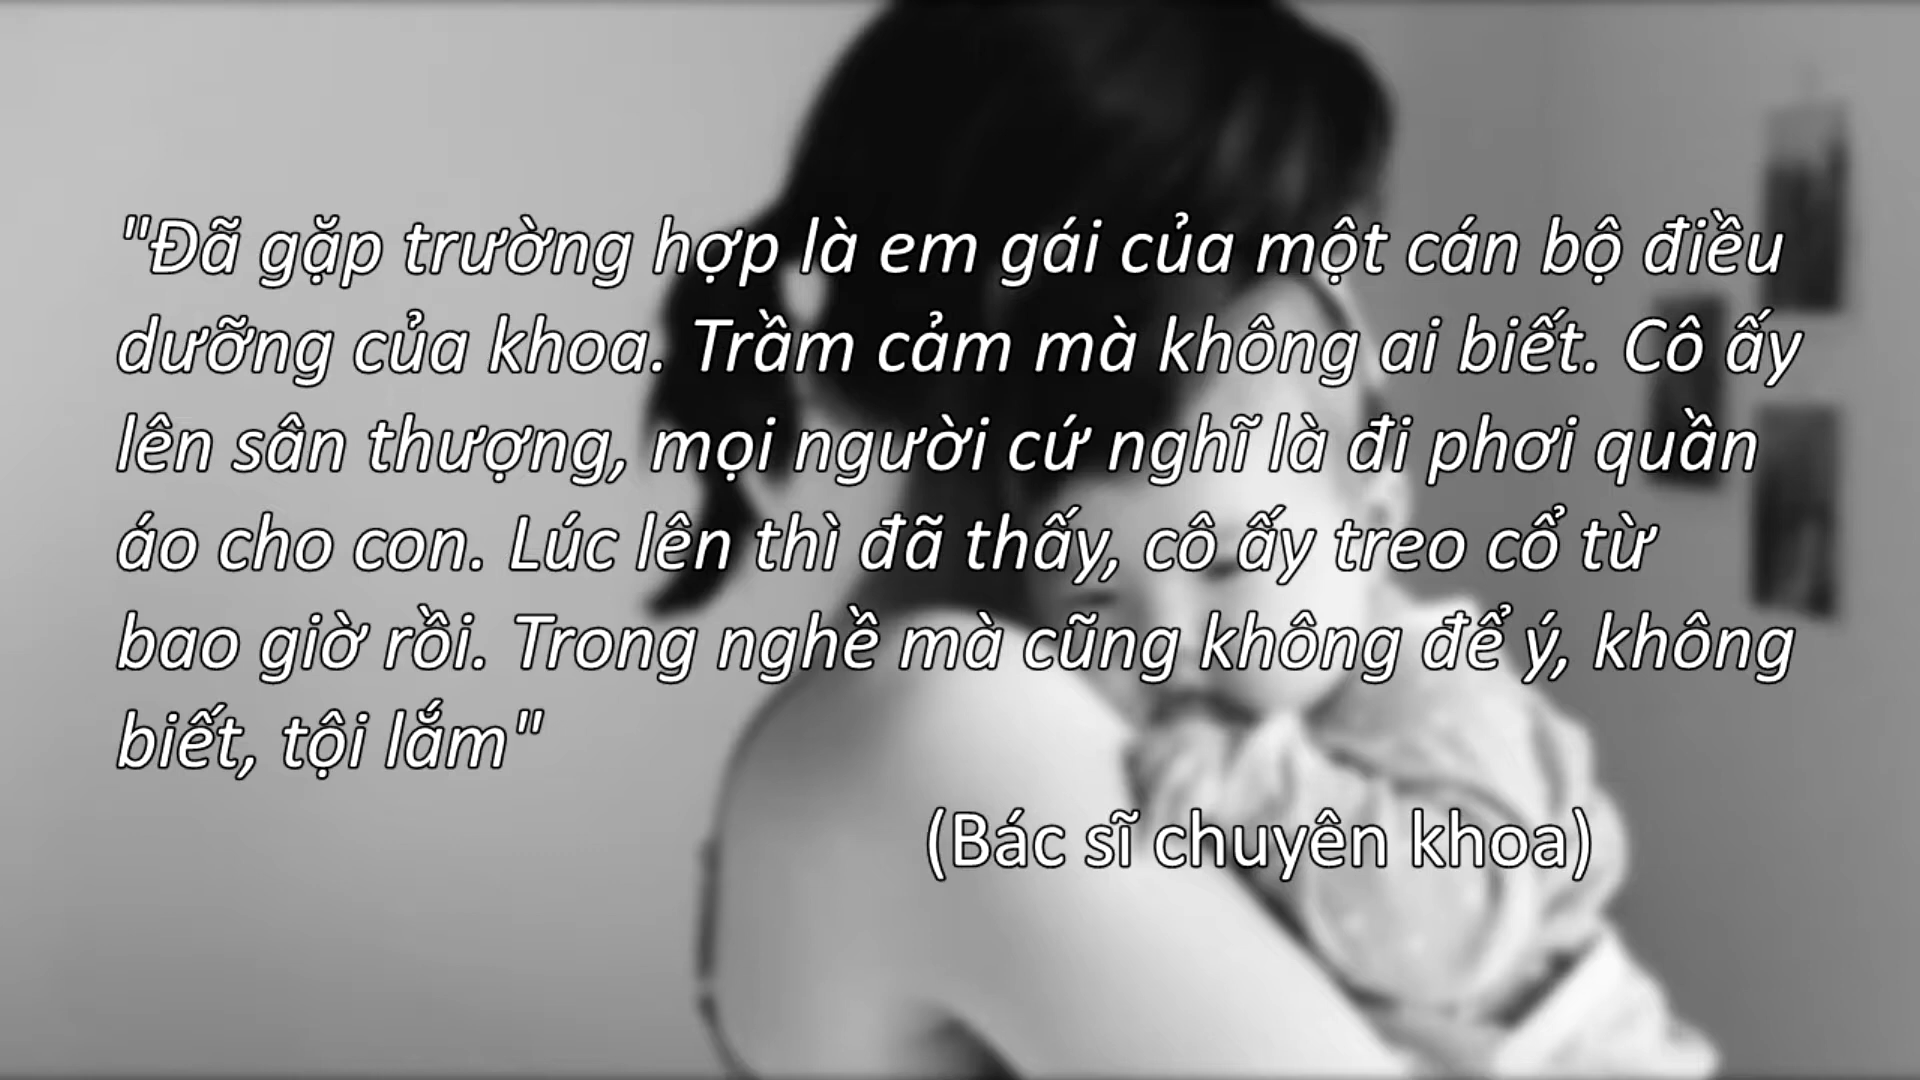 "Đã gặp trường hợp là em gái của một cán bộ điều
dưỡng của khoa. Trầm cảm mà không ai biết. Cô ấy
lên sân thượng, mọi người cứ nghĩ là đi phơi quần
áo cho con. Lúc lên thì đã thấy, cô ấy treo cổ từ
bao giờ rồi. Trong nghề mà cũng không để ý, không
biết, tội lắm"
(Bác sĩ chuyên khoa)